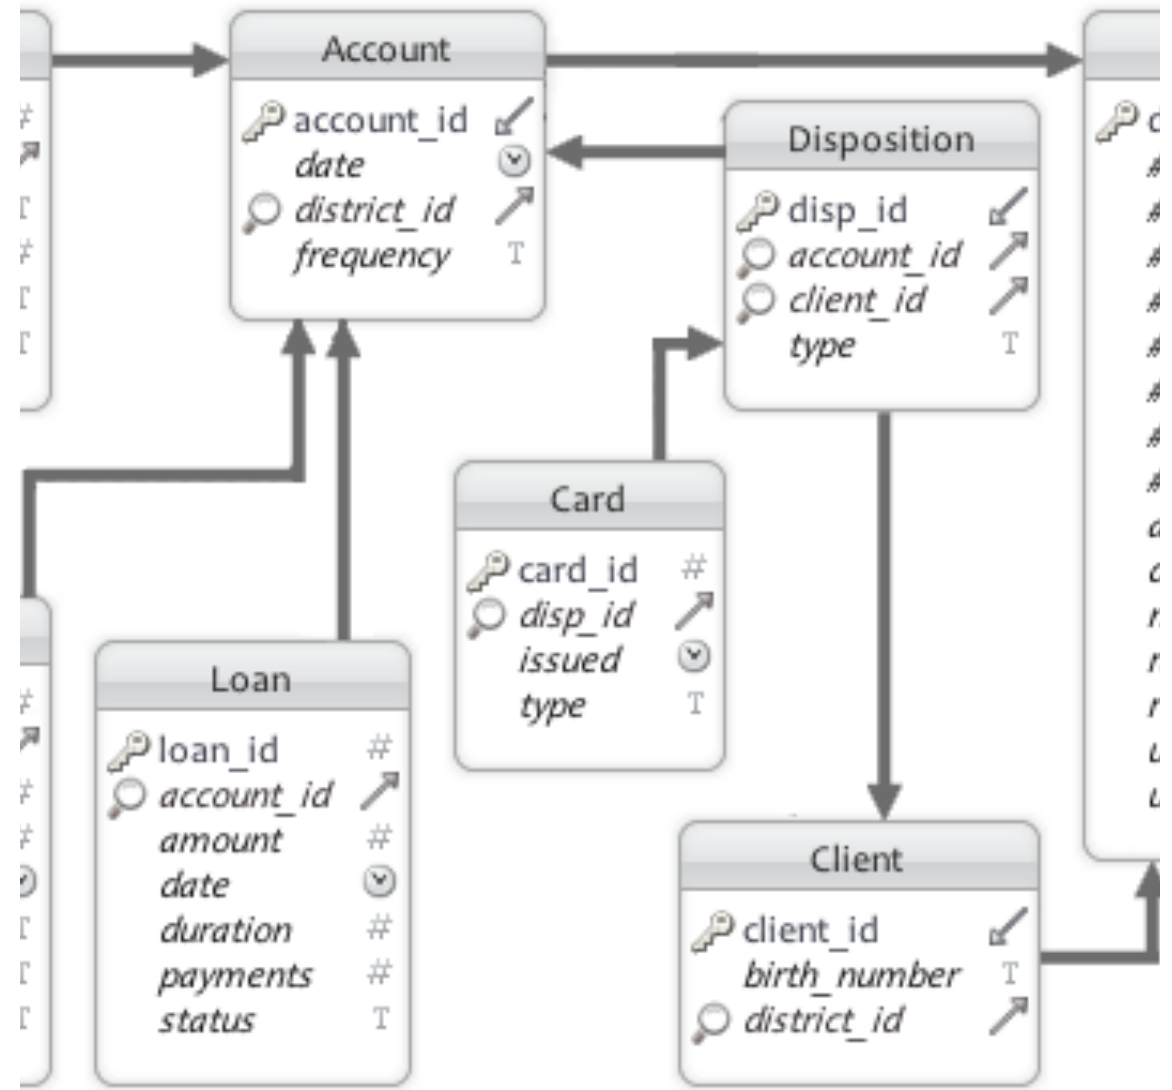 Account
account_id
date
district_id
frequency T
Disposition
disp_id
account_id
client_id
type T
Card
card_id #
disp_id
issued
type T
Loan
loan_id #
account_id
amount #
date
duration #
payments #
status T
Client
client_id
birth_number T
district_id